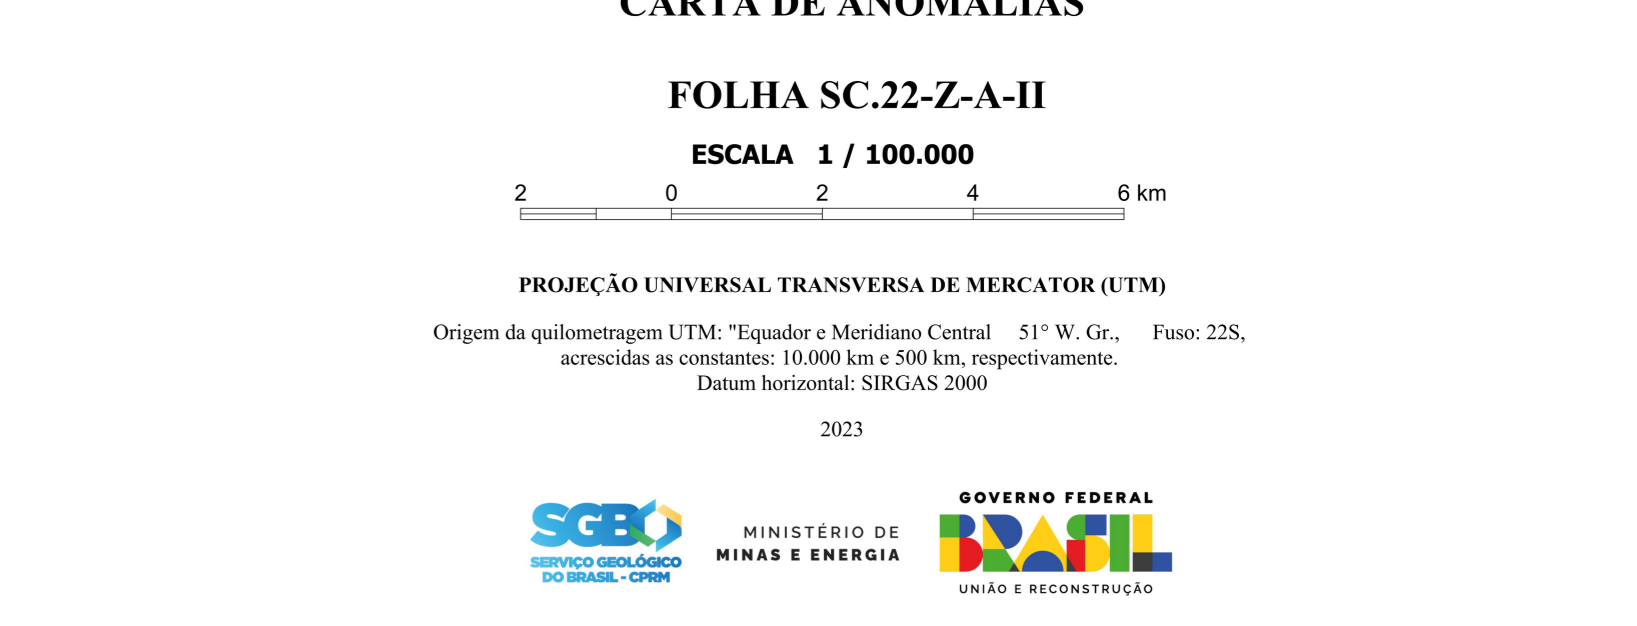 CARTA DE ANOMALIAS
FOLHA SC.22-Z-A-II
ESCALA 1 / 100.000
2 0 2 4 6 km
PROJEÇÃO UNIVERSAL TRANSVERSA DE MERCATOR (UTM)
Origem da quilometragem UTM: "Equador e Meridiano Central 51° W. Gr., Fuso: 22S,
acrescidas as constantes: 10.000 km e 500 km, respectivamente.
Datum horizontal: SIRGAS 2000
2023
SGB
SERVIÇO GEOLÓGICO
DO BRASIL - CPRM
MINISTÉRIO DE
MINAS E ENERGIA
GOVERNO FEDERAL
BRASIL
UNIÃO E RECONSTRUÇÃO